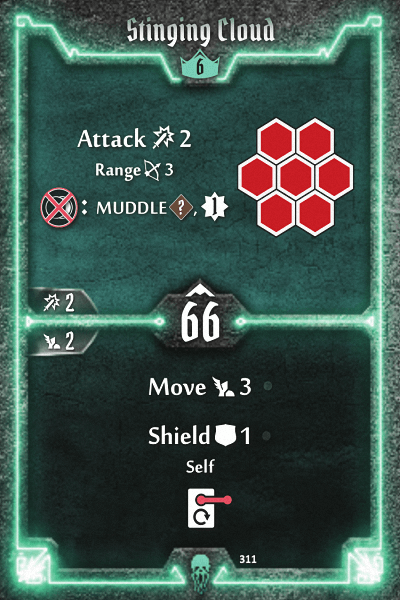 Stinging Cloud
6
Attack 2
Range 3
: MUDDLE ?, 1
2
66
2
Move 3
Shield 1
Self
311